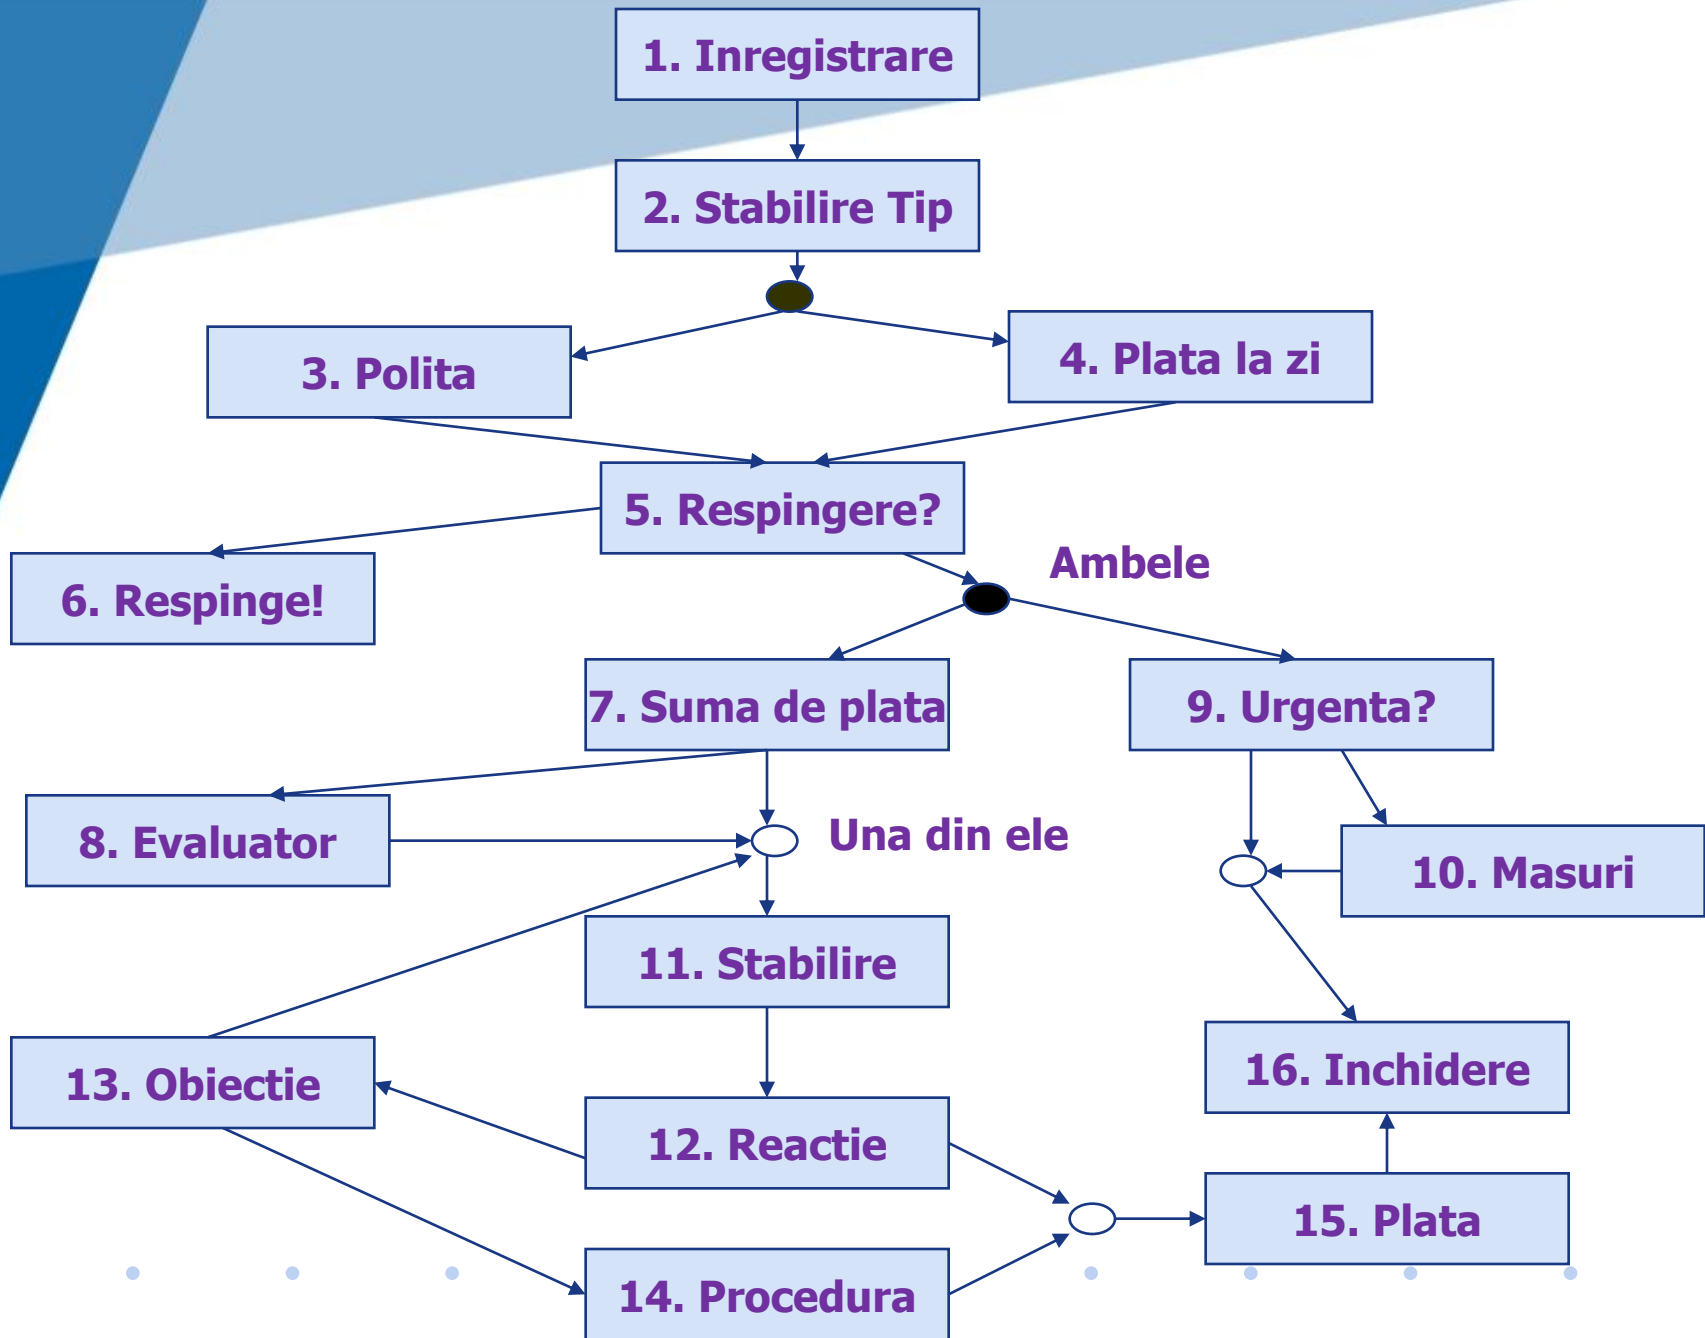 1. Inregistrare
2. Stabilire Tip
3. Polita
4. Plata la zi
5. Respingere?
Ambele
6. Respinge!
7. Suma de plata
9. Urgenta?
8. Evaluator
Una din ele
10. Masuri
11. Stabilire
13. Obiectie
16. Inchidere
12. Reactie
15. Plata
14. Procedura